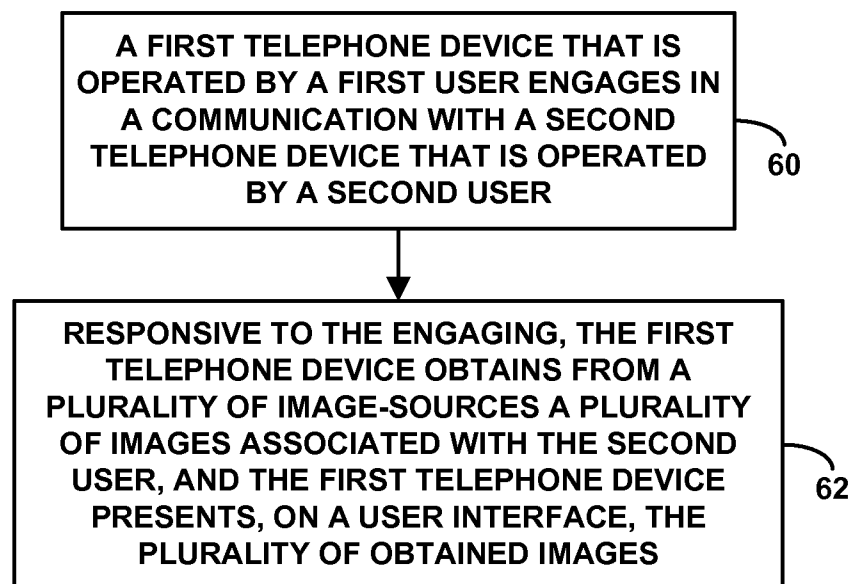 A FIRST TELEPHONE DEVICE THAT IS
OPERATED BY A FIRST USER ENGAGES IN
A COMMUNICATION WITH A SECOND
TELEPHONE DEVICE THAT IS OPERATED
BY A SECOND USER
60
RESPONSIVE TO THE ENGAGING, THE FIRST
TELEPHONE DEVICE OBTAINS FROM A
PLURALITY OF IMAGE-SOURCES A PLURALITY
OF IMAGES ASSOCIATED WITH THE SECOND
USER, AND THE FIRST TELEPHONE DEVICE
PRESENTS, ON A USER INTERFACE, THE
PLURALITY OF OBTAINED IMAGES
62